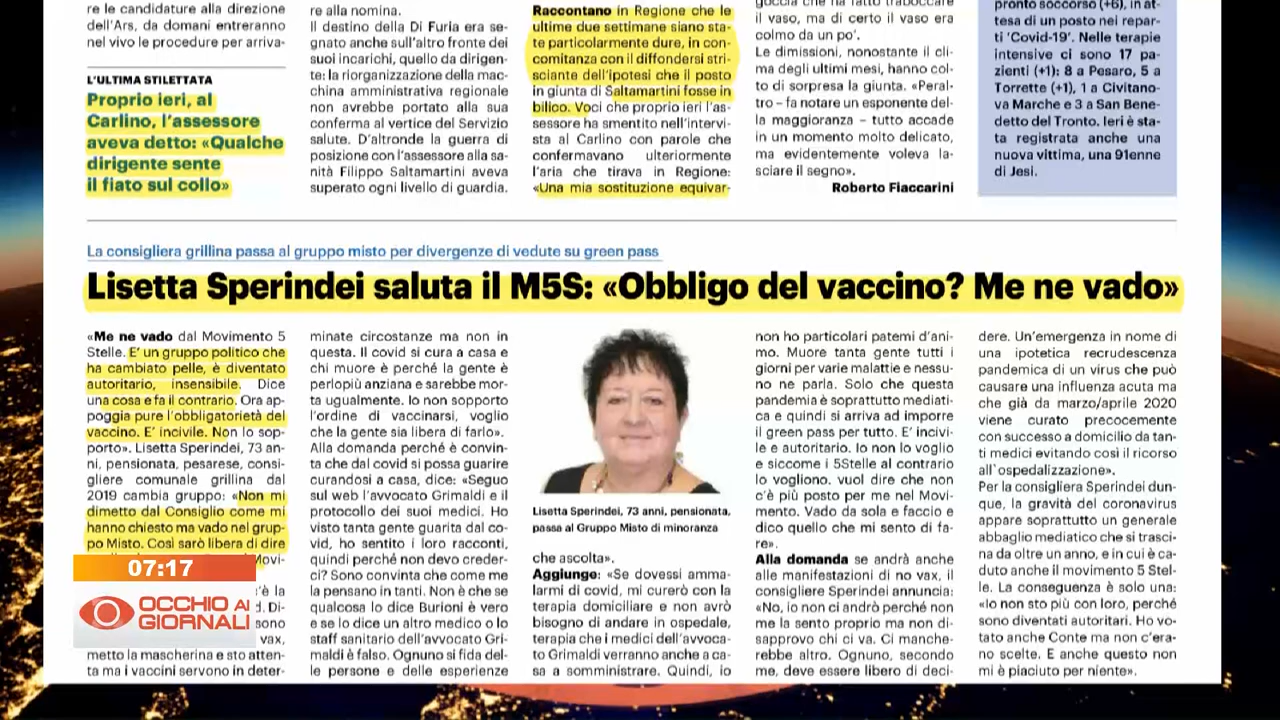 re le candidature alla direzione
dell'Ars, da domani entreranno
nel vivo le procedure per arriva-
L'ULTIMA STILETTATA
Proprio ieri, al
Carlino, l'assessore
aveva detto: «Qualche
dirigente sente
il fiato sul collo»
re alla nomina.
Il destino della Di Furia era se-
gnato anche sull'altro fronte dei
suoi incarichi, quello da dirigen-
te: la riorganizzazione della mac-
china amministrativa regionale
non avrebbe portato alla sua
conferma al vertice del Servizio
salute. D'altronde la guerra di
posizione con l'assessore alla sa-
nità Filippo Saltamartini aveva
superato ogni livello di guardia.
Raccontano in Regione che le
ultime due settimane siano sta-
te particolarmente dure, in con-
comitanza con il diffondersi stri-
sciante dell'ipotesi che il posto
in giunta di Saltamartini fosse in
bilico. Voci che proprio ieri l'as-
sessore ha smentito nell'intervi-
sta al Carlino con parole che
confermavano ulteriormente
l'aria che tirava in Regione:
«Una mia sostituzione equivar-
il vaso, ma di certo il vaso era
colmo da un po'.
Le dimissioni, nonostante il cli-
ma degli ultimi mesi, hanno col-
to di sorpresa la giunta. «Peral-
tro – fa notare un esponente del-
la maggioranza – tutto accade
in un momento molto delicato,
ma evidentemente voleva la-
sciare il segno».
Roberto Fiaccarini
pronto soccorso (+6), in at-
tesa di un posto nei repar-
ti 'Covid-19'. Nelle terapie
intensive ci sono 17 pa-
zienti (+1): 8 a Pesaro, 5 a
Torrette (+1), 1 a Civitano-
va Marche e 3 a San Bene-
detto del Tronto. Ieri è sta-
ta registrata anche una
nuova vittima, una 91enne
di Jesi.
La consigliera grillina passa al gruppo misto per divergenze di vedute su green pass
Lisetta Sperindei saluta il M5S: «Obbligo del vaccino? Me ne vado»
«Me ne vado dal Movimento 5
Stelle. E' un gruppo politico che
ha cambiato pelle, è diventato
autoritario, insensibile. Dice
una cosa e fa il contrario. Ora ap-
poggia pure l'obbligatorietà del
vaccino. E' incivile. Non lo sop-
porto». Lisetta Sperindei, 73 an-
ni, pensionata, pesarese, consi-
gliere comunale grillina dal
2019 cambia gruppo: «Non mi
dimetto dal Consiglio come mi
hanno chiesto ma vado nel grup-
po Misto. Così sarò libera di dire
Movi-
c'è la
d. Di-
sono
vax,
metto la mascherina e sto atten-
ta ma i vaccini servono in deter-
minate circostanze ma non in
questa. Il covid si cura a casa e
chi muore è perché la gente è
perlopiù anziana e sarebbe mor-
ta ugualmente. Io non sopporto
l'ordine di vaccinarsi, voglio
che la gente sia libera di farlo».
Alla domanda perché è convin-
ta che dal covid si possa guarire
curandosi a casa, dice: «Seguo
sul web l'avvocato Grimaldi e il
protocollo dei suoi medici. Ho
visto tanta gente guarita dal co-
vid, ho sentito i loro racconti,
quindi perché non devo creder-
ci? Sono convinta che come me
la pensano in tanti. Non è che se
qualcosa lo dice Burioni è vero
e se lo dice un altro medico o lo
staff sanitario dell'avvocato Gri-
maldi è falso. Ognuno si fida del-
le persone e delle esperienze
Lisetta Sperindei, 73 anni, pensionata,
passa al Gruppo Misto di minoranza
che ascolta».
Aggiungo: «Se dovessi amma-
larmi di covid, mi curerò con la
terapia domiciliare e non avrò
bisogno di andare in ospedale,
terapia che i medici dell'avvoca-
to Grimaldi verranno anche a ca-
sa a somministrare. Quindi, io
non ho particolari patemi d'ani-
mo. Muore tanta gente tutti i
giorni per varie malattie e nessu-
no ne parla. Solo che questa
pandemia è soprattutto mediati-
ca e quindi si arriva ad imporre
il green pass per tutto. E' incivi-
le e autoritario. Io non lo voglio
e siccome i 5Stelle al contrario
lo vogliono. vuol dire che non
c'è più posto per me nel Movi-
mento. Vado da sola e faccio e
dico quello che mi sento di fa-
re».
Alla domanda se andrà anche
alle manifestazioni di no vax, il
consigliere Sperindei annuncia:
«No, io non ci andrò perché non
me la sento proprio ma non di-
sapprovo chi ci va. Ci manche-
rebbe altro. Ognuno, secondo
me, deve essere libero di deci-
dere. Un'emergenza in nome di
una ipotetica recrudescenza
pandemica di un virus che può
causare una influenza acuta ma
che già da marzo/aprile 2020
viene curato precocemente
con successo a domicilio da tan-
ti medici evitando così il ricorso
all'ospedalizzazione».
Per la consigliera Sperindei dun-
que, la gravità del coronavirus
appare soprattutto un generale
abbaglio mediatico che si trasci-
na da oltre un anno, e in cui è ca-
duto anche il movimento 5 Stel-
le. La conseguenza è solo una:
«Io non sto più con loro, perché
sono diventati autoritari. Ho vo-
tato anche Conte ma non c'era-
no scelte. E anche questo non
mi è piaciuto per niente».
07:17
OCCHIO AI
GIORNALI